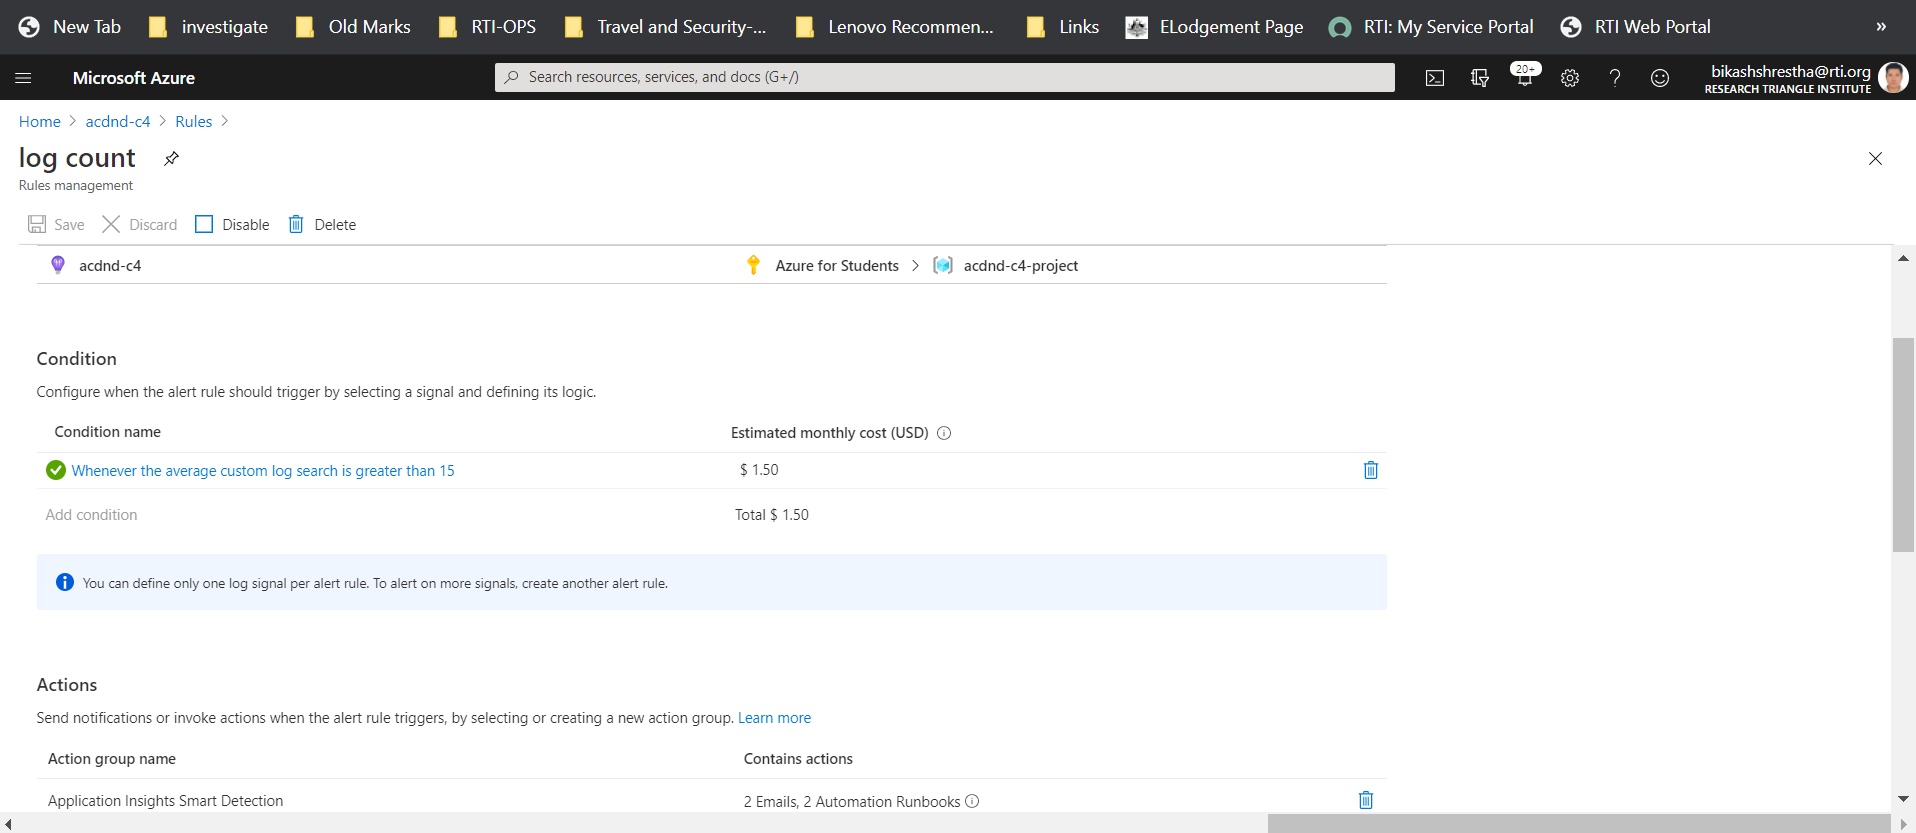 New Tab investigate Old Marks RTI-OPS Travel and Security-... Lenovo Recommen... Links ELodgement Page RTI: My Service Portal RTI Web Portal »
Microsoft Azure Search resources, services, and docs (G+/) 20+ bikashshrestha@rti.org
RESEARCH TRIANGLE INSTITUTE
Home > acdnd-c4 > Rules >
log count
Rules management
Save Discard Disable Delete
acdnd-c4 Azure for Students > acdnd-c4-project
Condition
Configure when the alert rule should trigger by selecting a signal and defining its logic.
Condition name Estimated monthly cost (USD)
Whenever the average custom log search is greater than 15 $ 1.50
Add condition Total $ 1.50
You can define only one log signal per alert rule. To alert on more signals, create another alert rule.
Actions
Send notifications or invoke actions when the alert rule triggers, by selecting or creating a new action group. Learn more
Action group name Contains actions
Application Insights Smart Detection 2 Emails, 2 Automation Runbooks